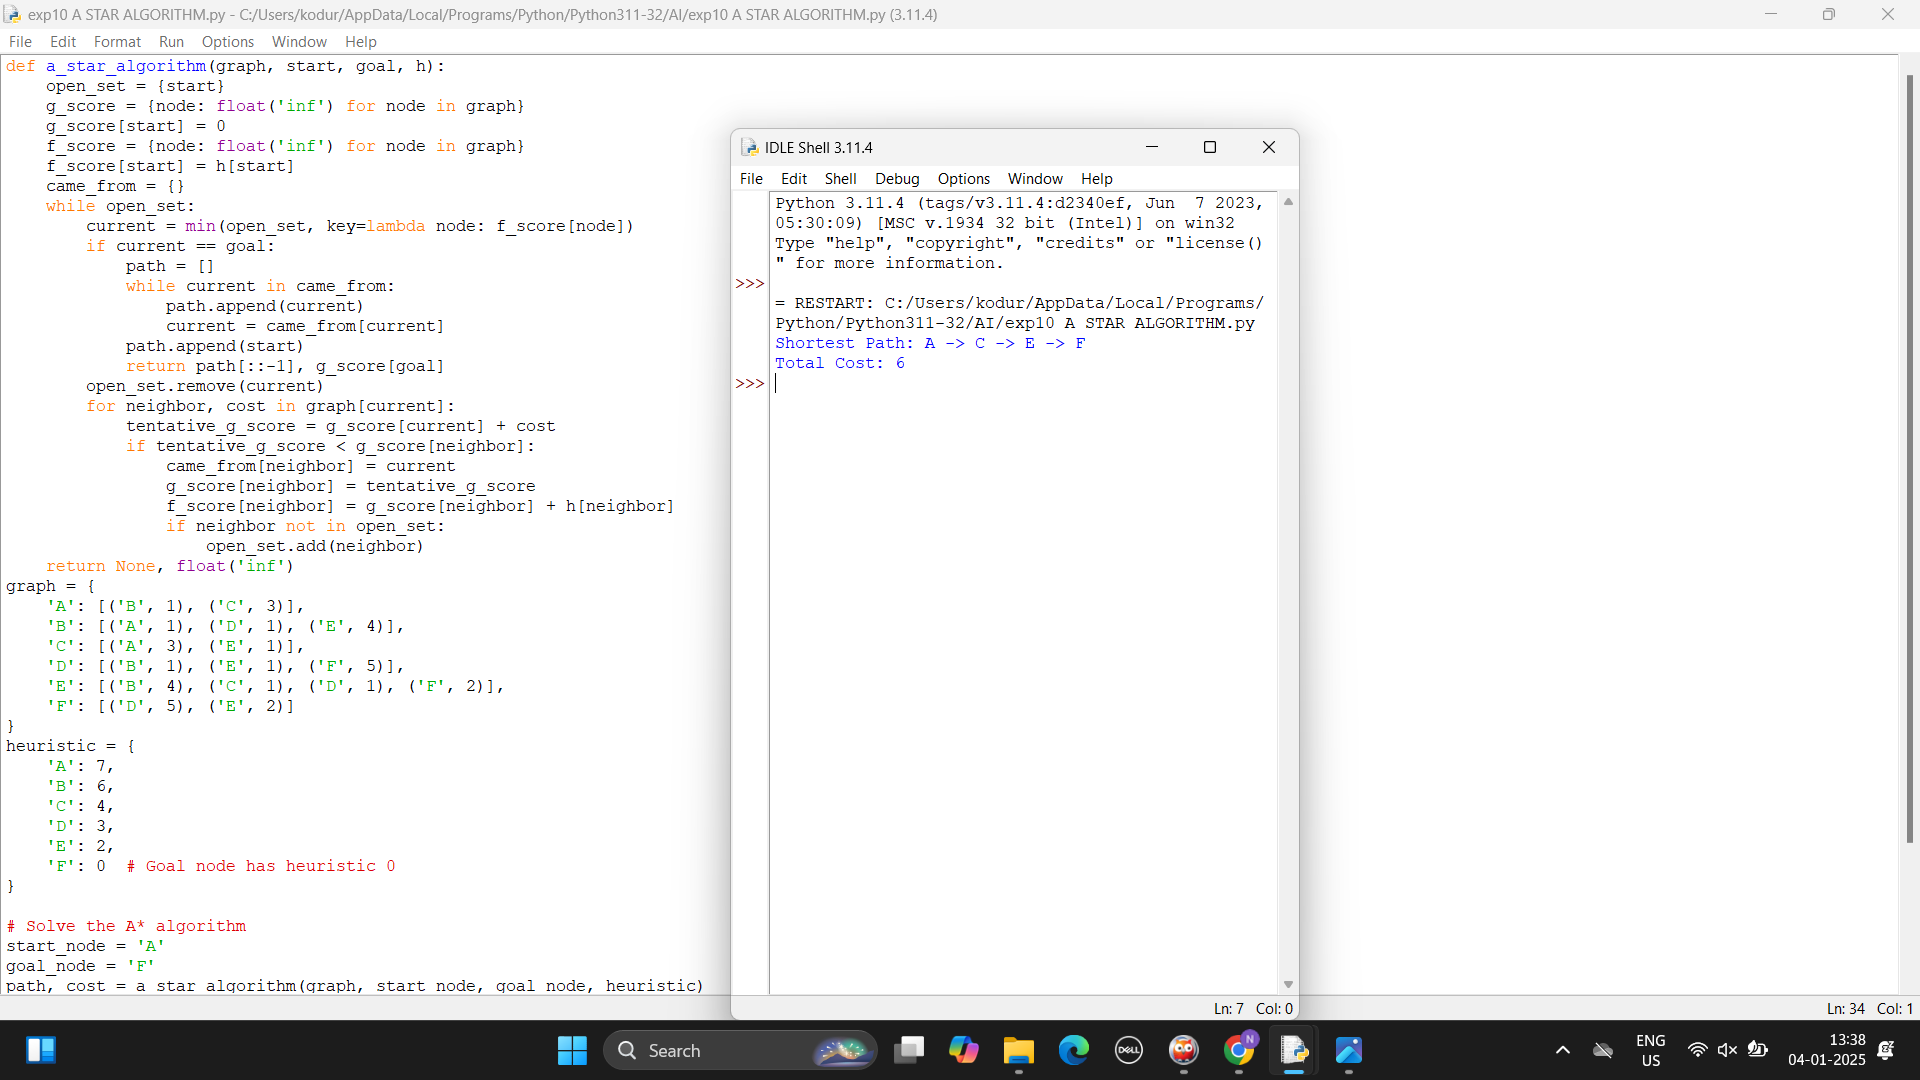 exp10 A STAR ALGORITHM.py - C:/Users/kodur/AppData/Local/Programs/Python/Python311-32/AI/exp10 A STAR ALGORITHM.py (3.11.4)
File Edit Format Run Options Window Help
def a_star_algorithm(graph, start, goal, h):
    open_set = {start}
    g_score = {node: float('inf') for node in graph}
    g_score[start] = 0
    f_score = {node: float('inf') for node in graph}
    f_score[start] = h[start]
    came_from = {}
    while open_set:
        current = min(open_set, key=lambda node: f_score[node])
        if current == goal:
            path = []
            while current in came_from:
                path.append(current)
                current = came_from[current]
            path.append(start)
            return path[::-1], g_score[goal]
        open_set.remove(current)
        for neighbor, cost in graph[current]:
            tentative_g_score = g_score[current] + cost
            if tentative_g_score < g_score[neighbor]:
                came_from[neighbor] = current
                g_score[neighbor] = tentative_g_score
                f_score[neighbor] = g_score[neighbor] + h[neighbor]
                if neighbor not in open_set:
                    open_set.add(neighbor)
    return None, float('inf')
graph = {
    'A': [('B', 1), ('C', 3)],
    'B': [('A', 1), ('D', 1), ('E', 4)],
    'C': [('A', 3), ('E', 1)],
    'D': [('B', 1), ('E', 1), ('F', 5)],
    'E': [('B', 4), ('C', 1), ('D', 1), ('F', 2)],
    'F': [('D', 5), ('E', 2)]
}
heuristic = {
    'A': 7,
    'B': 6,
    'C': 4,
    'D': 3,
    'E': 2,
    'F': 0  # Goal node has heuristic 0
}
# Solve the A* algorithm
start_node = 'A'
goal_node = 'F'
path, cost = a_star_algorithm(graph, start_node, goal_node, heuristic)
Ln: 34 Col: 1
IDLE Shell 3.11.4
File Edit Shell Debug Options Window Help
Python 3.11.4 (tags/v3.11.4:d2340ef, Jun  7 2023,
05:30:09) [MSC v.1934 32 bit (Intel)] on win32
Type "help", "copyright", "credits" or "license()
" for more information.
>>>
= RESTART: C:/Users/kodur/AppData/Local/Programs/
Python/Python311-32/AI/exp10 A STAR ALGORITHM.py
Shortest Path: A -> C -> E -> F
Total Cost: 6
>>>
Ln: 7 Col: 0
Search
DELL
N
ENG
US
13:38
04-01-2025